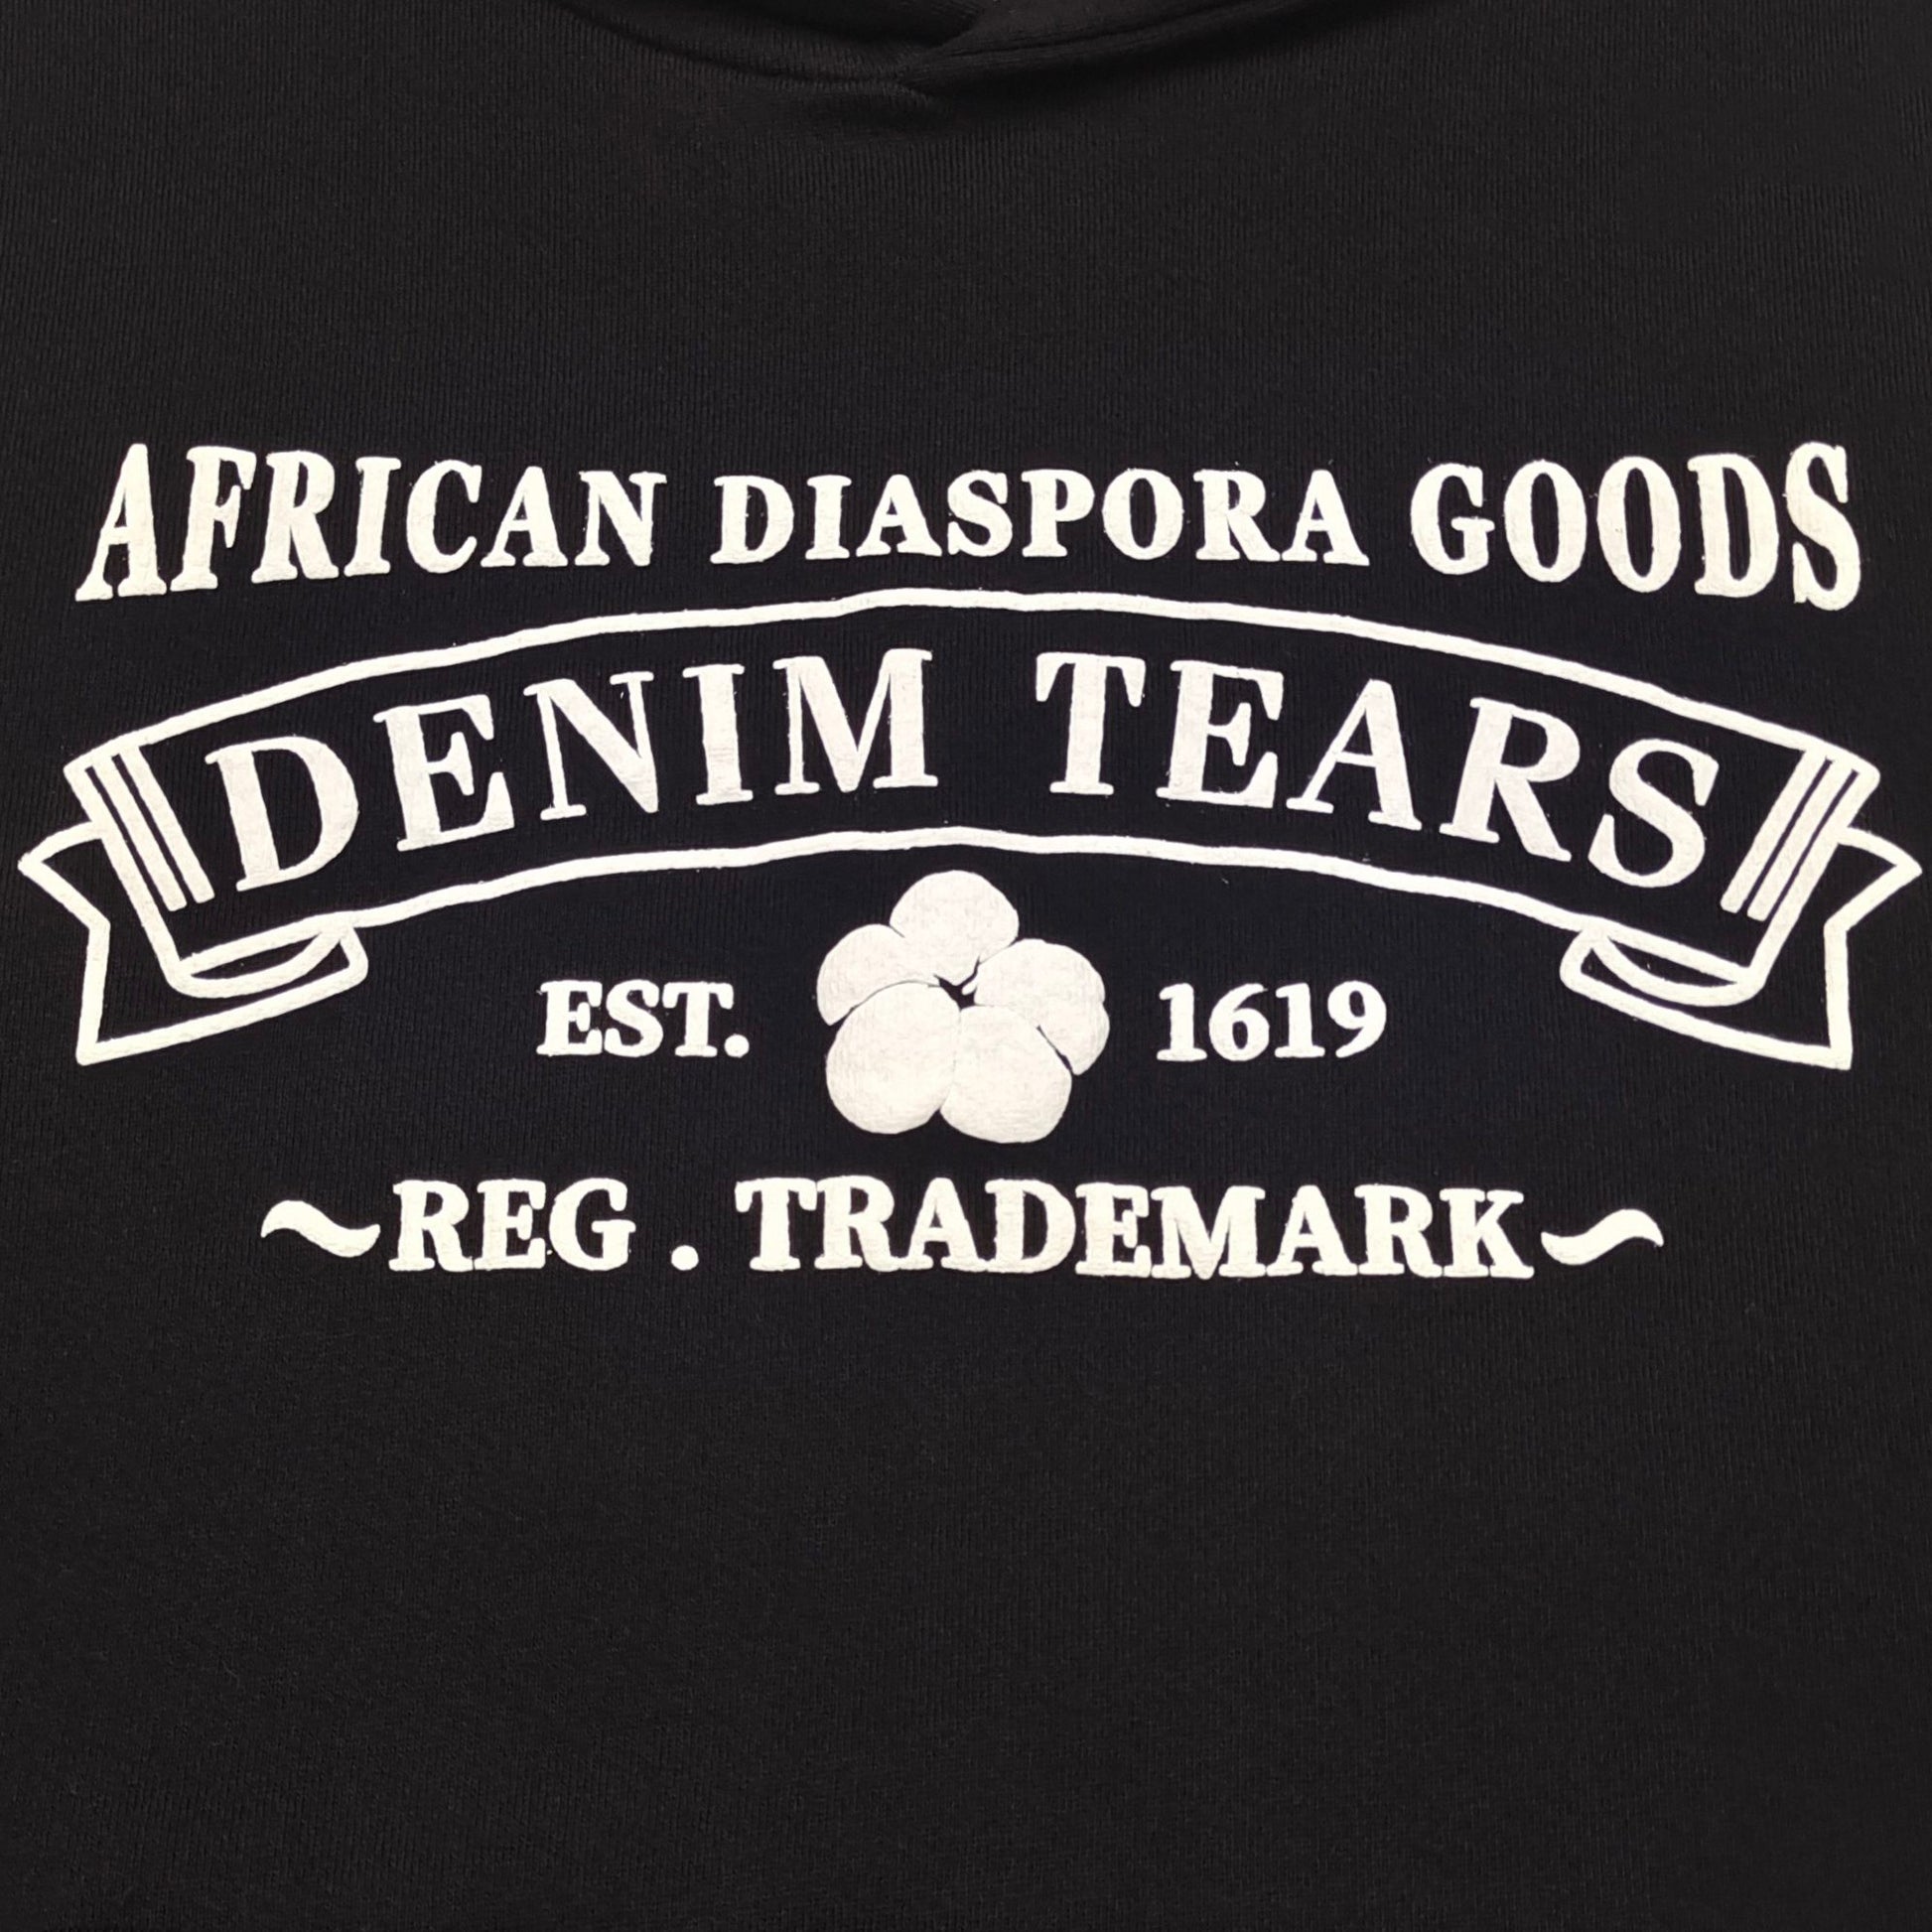 AFRICAN DIASPORA GOODS
DENIM TEARS
EST. 1619
~REG . TRADEMARK~